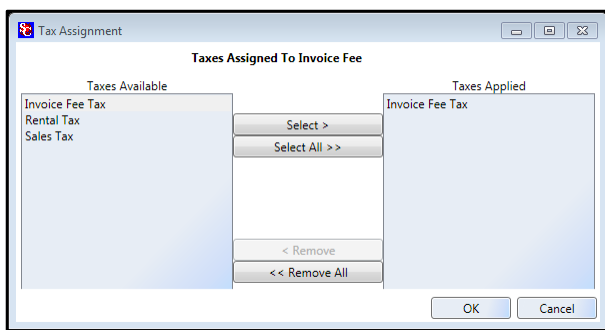 Tax Assignment
Taxes Assigned To Invoice Fee
Taxes Available
Taxes Applied
Invoice Fee Tax
Rental Tax
Sales Tax
Select >
Select All >>
< Remove
<< Remove All
Invoice Fee Tax
OK
Cancel